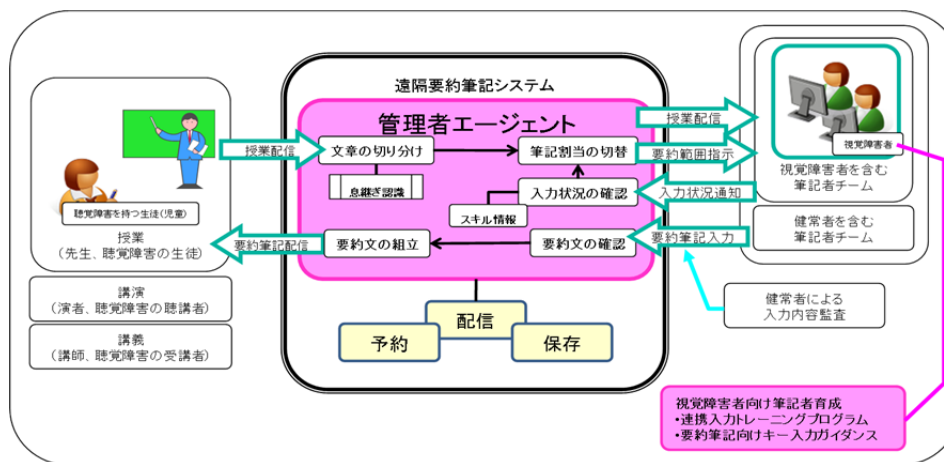 遠隔要約筆記システム
管理者エージェント
授業配信
文章の切り分け
筆記割当の切替
息継ぎ認識
入力状況の確認
スキル情報
要約文の組立
要約文の確認
要約筆記配信
授業配信
要約範囲指示
入力状況通知
要約筆記入力
聴覚障害を持つ生徒(児童)
授業
(先生、聴覚障害の生徒)
講演
(演者、聴覚障害の聴講者)
講義
(講師、聴覚障害の受講者)
視覚障害者
視覚障害者を含む
筆記者チーム
健常者を含む
筆記者チーム
健常者による
入力内容監査
配信
予約
保存
視覚障害者向け筆記者育成
・連携入力トレーニングプログラム
・要約筆記向けキー入力ガイダンス